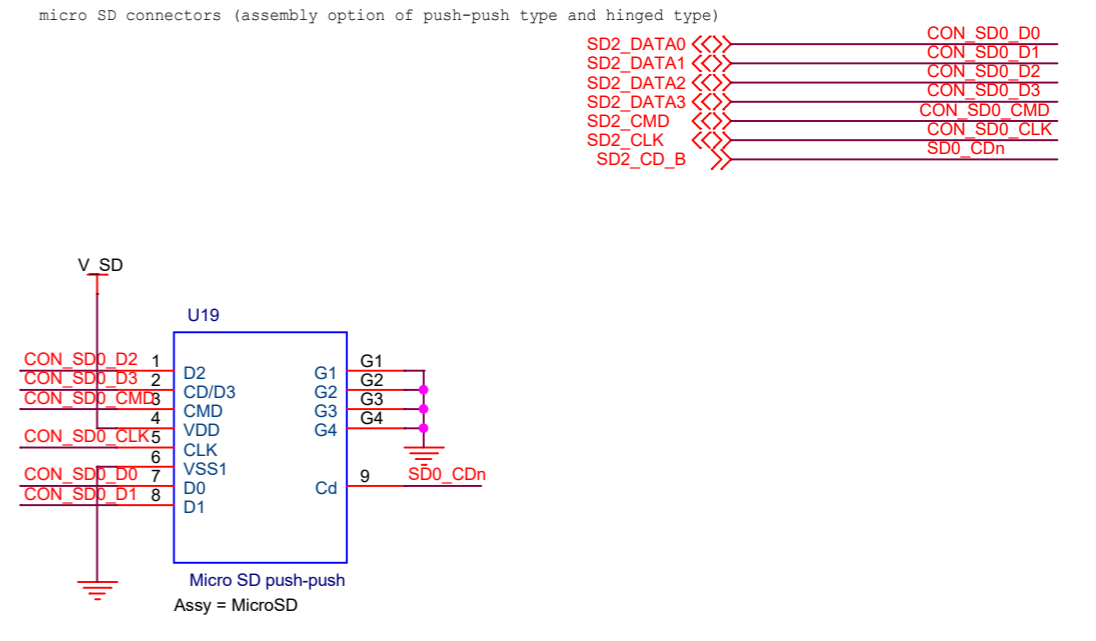 micro SD connectors (assembly option of push-push type and hinged type)
SD2_DATA0 CON_SD0_D0
SD2_DATA1 CON_SD0_D1
SD2_DATA2 CON_SD0_D2
SD2_DATA3 CON_SD0_D3
SD2_CMD CON_SD0_CMD
SD2_CLK CON_SD0_CLK
SD2_CD_B SD0_CDn
V_SD
U19
CON_SD0_D2 1 D2 G1 G1
CON_SD0_D3 2 CD/D3 G2 G2
CON_SD0_CMD 3 CMD G3 G3
4 VDD G4 G4
CON_SD0_CLK 5 CLK
6 VSS1
CON_SD0_D0 7 D0 Cd 9 SD0_CDn
CON_SD0_D1 8 D1
Micro SD push-push
Assy = MicroSD